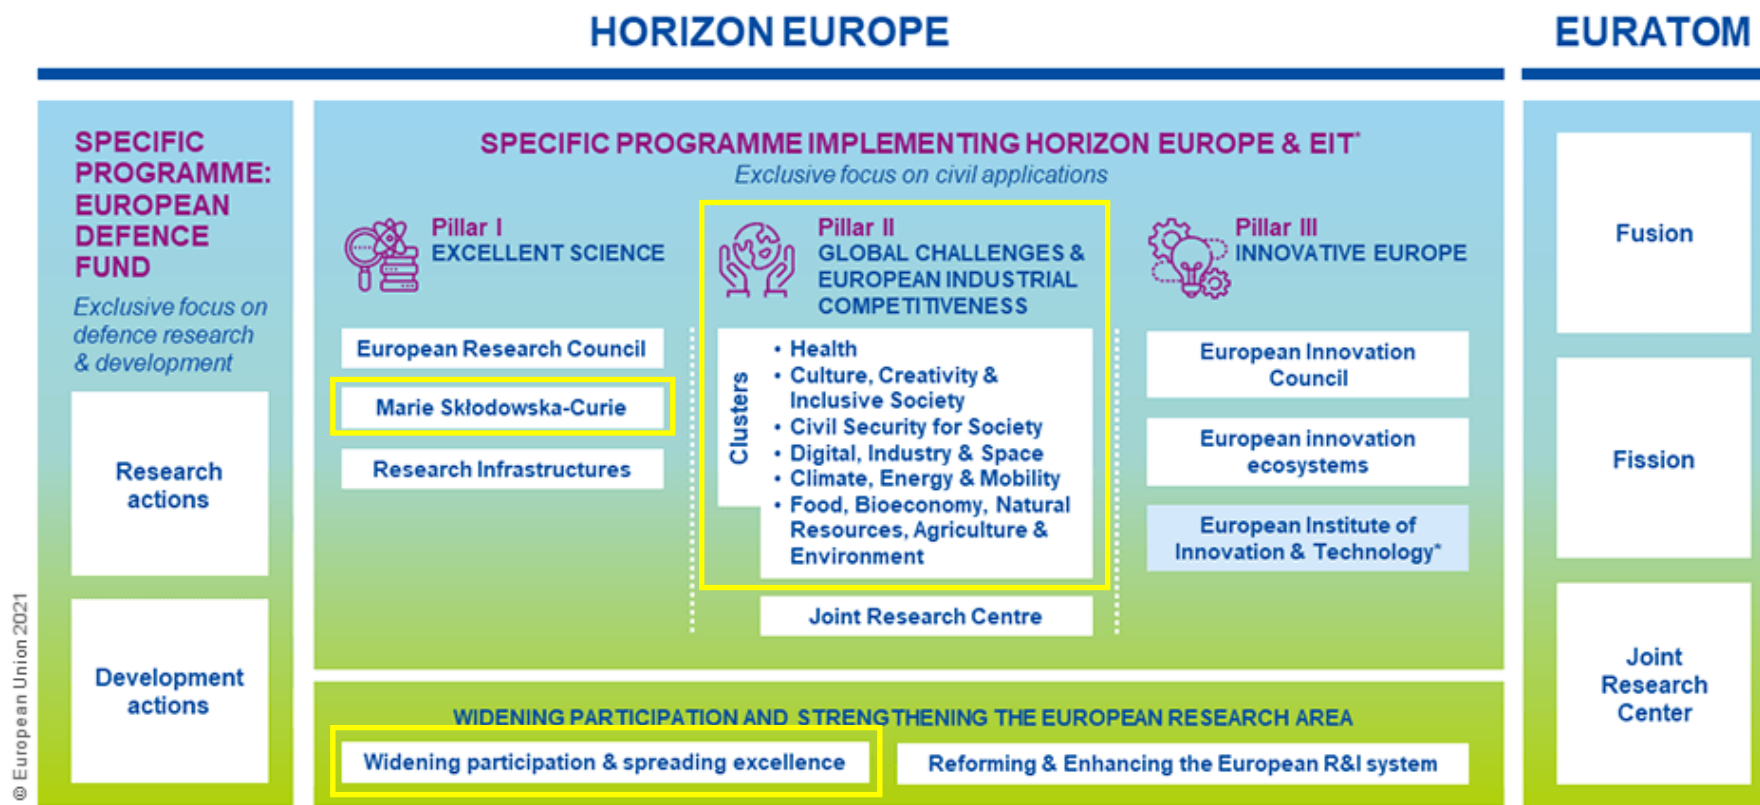 HORIZON EUROPE
EURATOM
SPECIFIC
PROGRAMME:
EUROPEAN
DEFENCE
FUND
Exclusive focus on
defence research
& development
Research
actions
Development
actions
SPECIFIC PROGRAMME IMPLEMENTING HORIZON EUROPE & EIT*
Exclusive focus on civil applications
Pillar I
EXCELLENT SCIENCE
European Research Council
Marie Skłodowska-Curie
Research Infrastructures
Pillar II
GLOBAL CHALLENGES &
EUROPEAN INDUSTRIAL
COMPETITIVENESS
Clusters
• Health
• Culture, Creativity &
Inclusive Society
• Civil Security for Society
• Digital, Industry & Space
• Climate, Energy & Mobility
• Food, Bioeconomy, Natural
Resources, Agriculture &
Environment
Joint Research Centre
Pillar III
INNOVATIVE EUROPE
European Innovation
Council
European innovation
ecosystems
European Institute of
Innovation & Technology*
WIDENING PARTICIPATION AND STRENGTHENING THE EUROPEAN RESEARCH AREA
Widening participation & spreading excellence
Reforming & Enhancing the European R&I system
Fusion
Fission
Joint
Research
Center
© European Union 2021